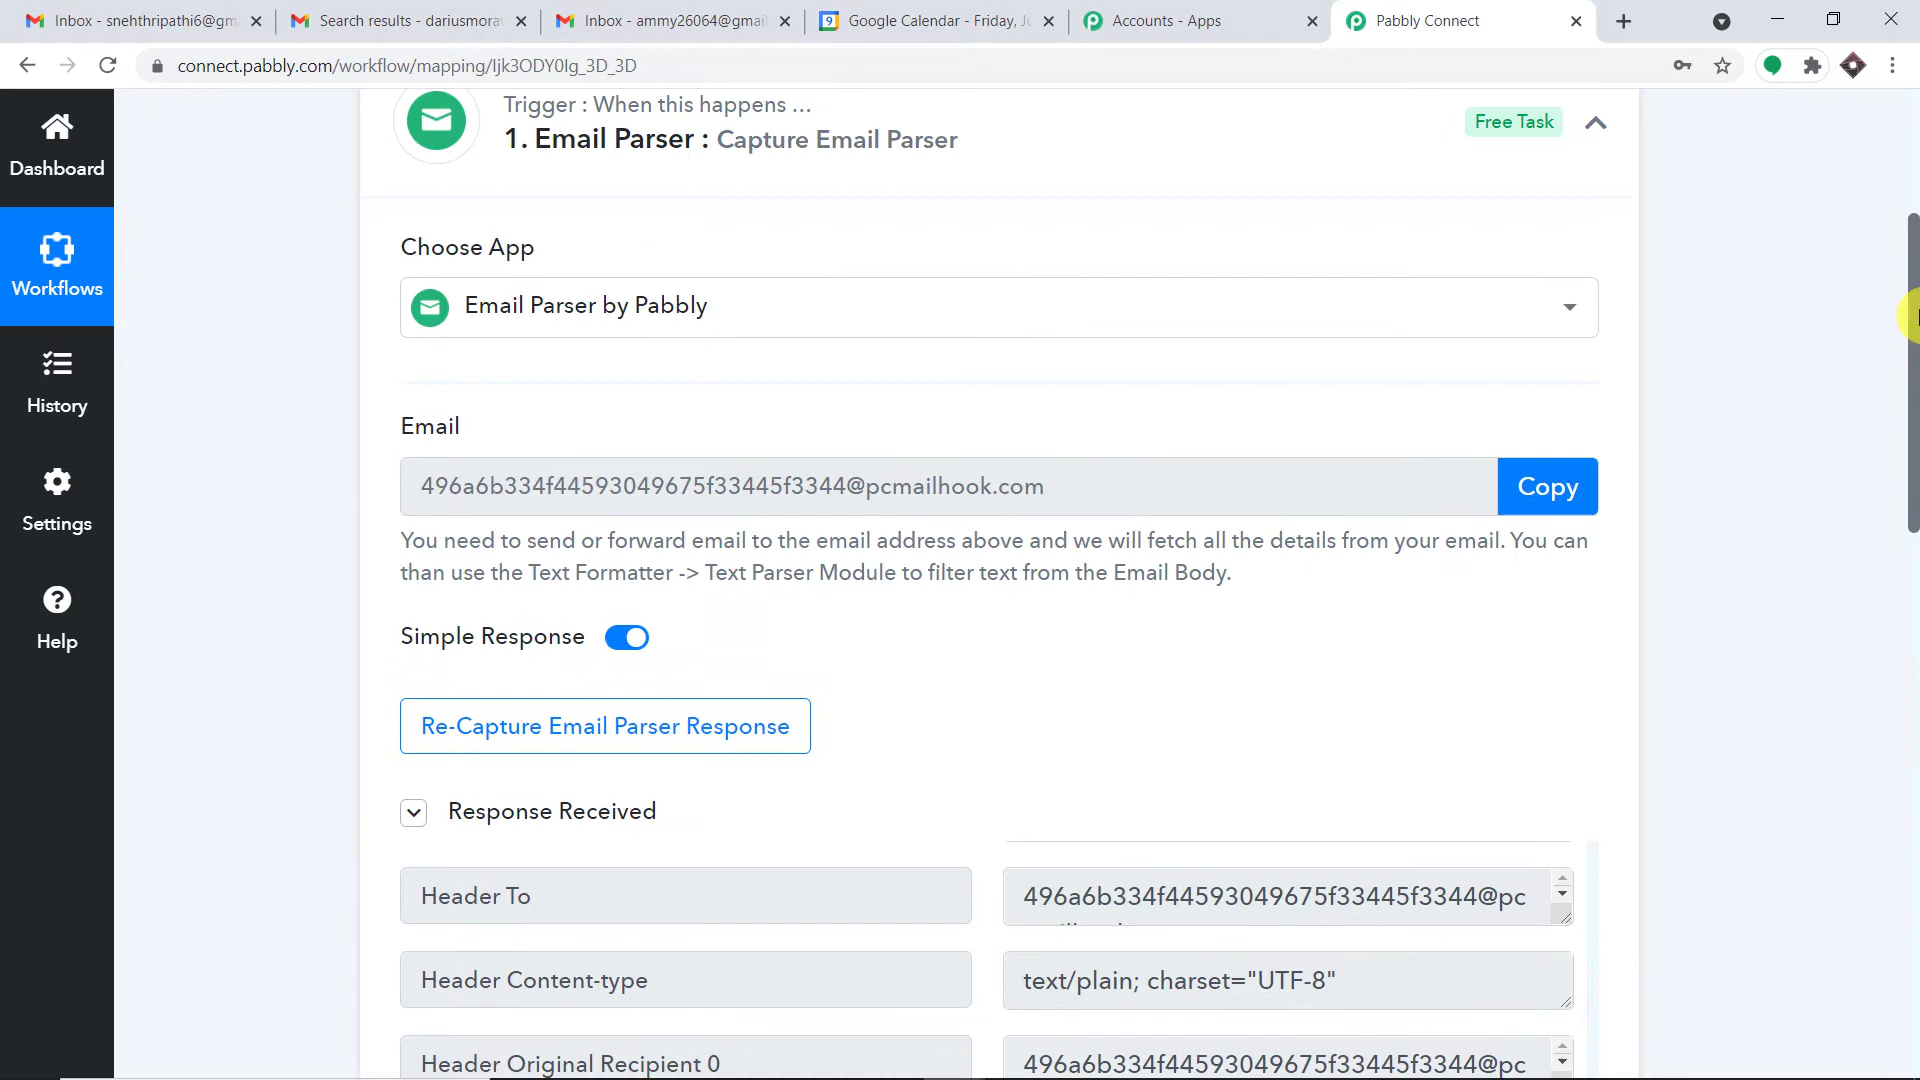 Inbox - snehthripathi6@gm
Search results - dariusmora
Inbox - ammy26064@gmail
Google Calendar - Friday, Ju
Accounts - Apps
Pabbly Connect
connect.pabbly.com/workflow/mapping/Ijk3ODY0Ig_3D_3D
Dashboard
Workflows
History
Settings
Help
Trigger : When this happens ...
1. Email Parser : Capture Email Parser
Free Task
Choose App
Email Parser by Pabbly
Email
496a6b334f44593049675f33445f3344@pcmailhook.com
Copy
You need to send or forward email to the email address above and we will fetch all the details from your email. You can
than use the Text Formatter -> Text Parser Module to filter text from the Email Body.
Simple Response
Re-Capture Email Parser Response
Response Received
Header To
496a6b334f44593049675f33445f3344@pc
Header Content-type
text/plain; charset="UTF-8"
Header Original Recipient 0
496a6b334f44593049675f33445f3344@pc